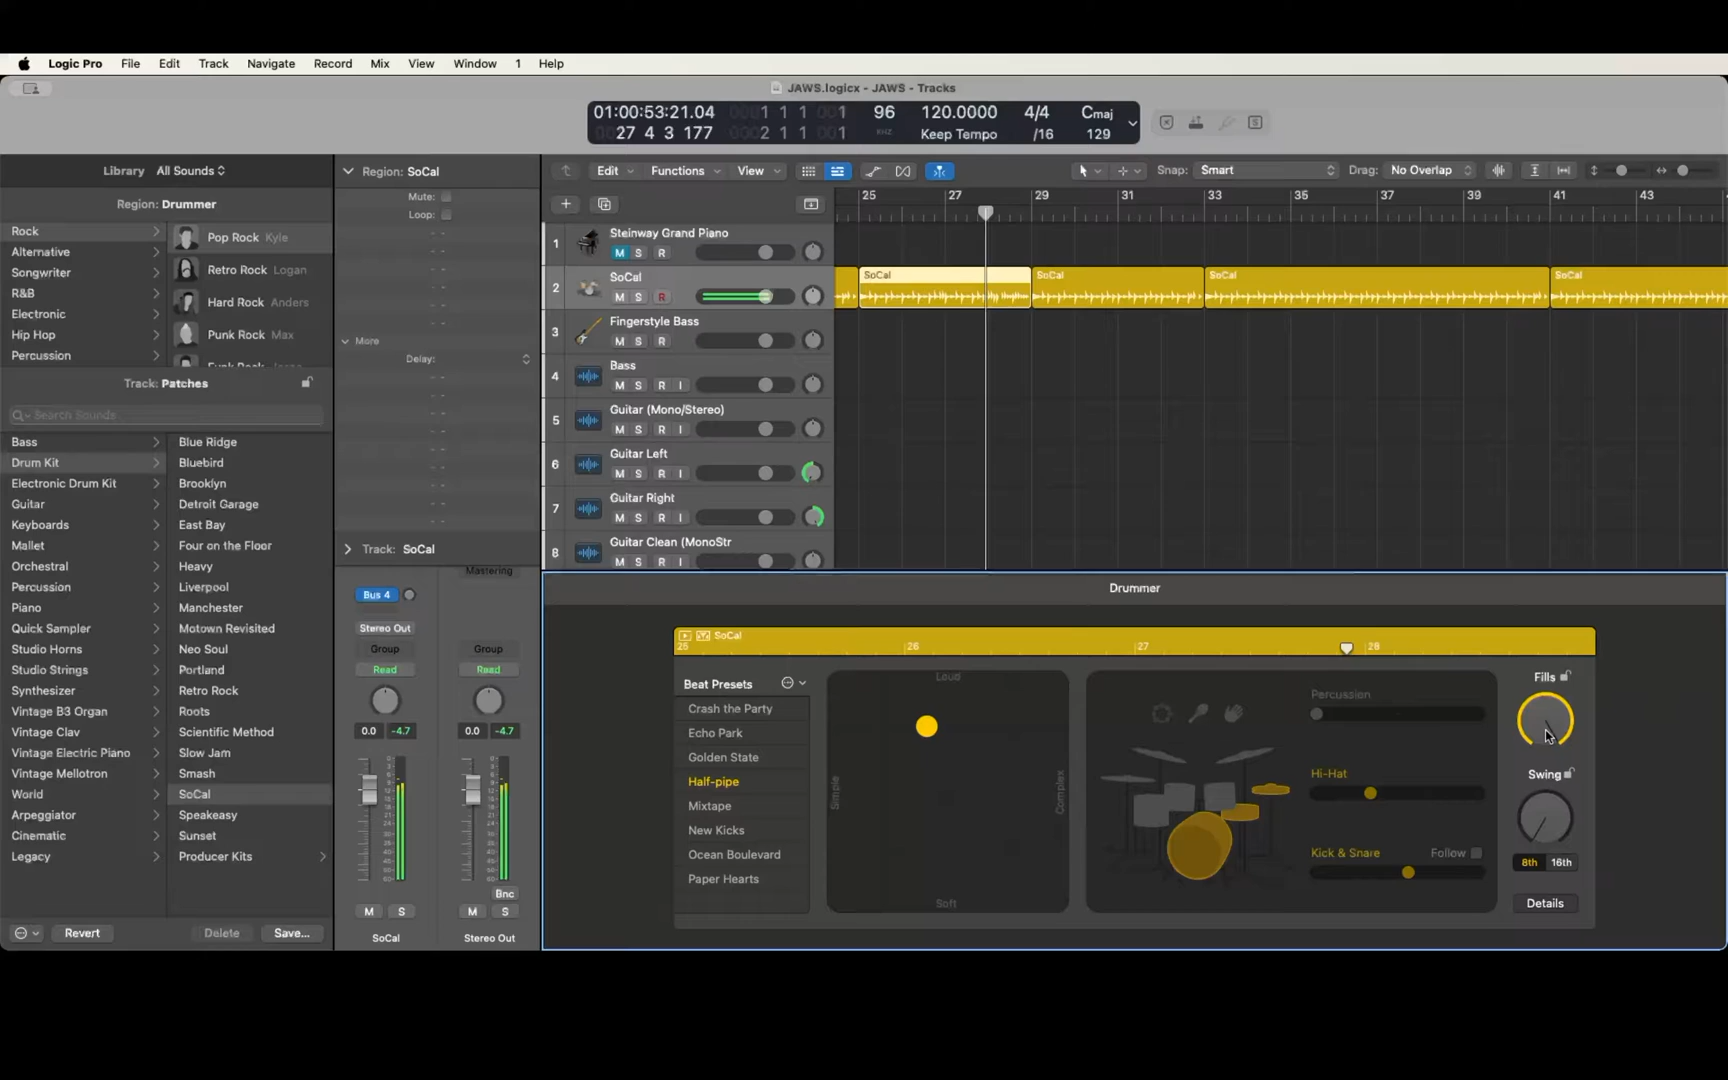 Logic Pro File Edit Track Navigate Record Mix View Window 1 Help
JAWS.logicx - JAWS - Tracks
01:00:53:21.04 0001 1 1 001 96 120.0000 4/4 Cmaj
0027 4 3 177 0002 1 1 001 KHZ Keep Tempo /16 129
Library All Sounds
Region: Drummer
Rock
Alternative
Songwriter
R&B
Electronic
Hip Hop
Percussion
Pop Rock Kyle
Retro Rock Logan
Hard Rock Anders
Punk Rock Max
Track: Patches
Search Sounds
Bass
Drum Kit
Electronic Drum Kit
Guitar
Keyboards
Mallet
Orchestral
Percussion
Piano
Quick Sampler
Studio Horns
Studio Strings
Synthesizer
Vintage B3 Organ
Vintage Clav
Vintage Electric Piano
Vintage Mellotron
World
Arpeggiator
Cinematic
Legacy
Blue Ridge
Bluebird
Brooklyn
Detroit Garage
East Bay
Four on the Floor
Heavy
Liverpool
Manchester
Motown Revisited
Neo Soul
Portland
Retro Rock
Roots
Scientific Method
Slow Jam
Smash
SoCal
Speakeasy
Sunset
Producer Kits
Revert Delete Save...
Region: SoCal
Mute:
Loop:
More
Delay:
Track: SoCal
Mastering
Bus 4
Stereo Out
Group Group
Read Read
0.0 -4.7 0.0 -4.7
Bnc
M S M S
SoCal Stereo Out
Edit Functions View Snap: Smart Drag: No Overlap
25 27 29 31 33 35 37 39 41 43
1 Steinway Grand Piano
M S R
2 SoCal
M S R
3 Fingerstyle Bass
M S R
4 Bass
M S R I
5 Guitar (Mono/Stereo)
M S R I
6 Guitar Left
M S R I
7 Guitar Right
M S R I
8 Guitar Clean (MonoStr
M S R I
SoCal SoCal SoCal SoCal
Drummer
SoCal
25 26 27 28
Beat Presets
Crash the Party
Echo Park
Golden State
Half-pipe
Mixtape
New Kicks
Ocean Boulevard
Paper Hearts
Loud
Simple
Complex
Soft
Percussion
Hi-Hat
Kick & Snare Follow
Fills
Swing
8th 16th
Details